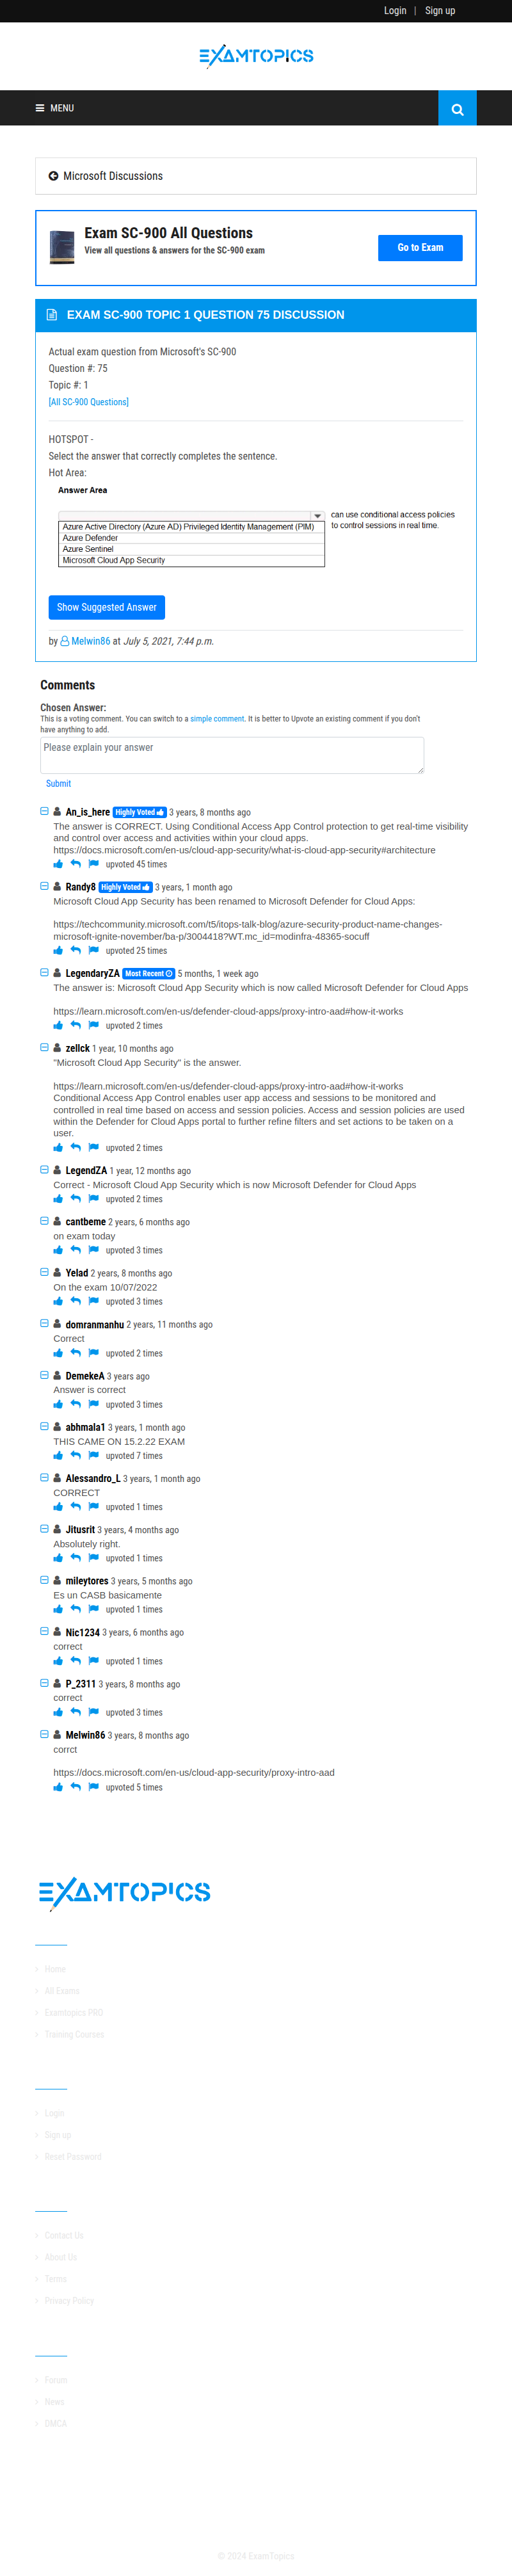 Login | Sign up
EXAMTOPICS
MENU
Microsoft Discussions
Exam SC-900 All Questions
View all questions & answers for the SC-900 exam
Go to Exam
EXAM SC-900 TOPIC 1 QUESTION 75 DISCUSSION
Actual exam question from Microsoft's SC-900
Question #: 75
Topic #: 1
[All SC-900 Questions]
HOTSPOT -
Select the answer that correctly completes the sentence.
Hot Area:
Answer Area
Azure Active Directory (Azure AD) Privileged Identity Management (PIM)
Azure Defender
Azure Sentinel
Microsoft Cloud App Security
can use conditional access policies
to control sessions in real time.
Show Suggested Answer
by Melwin86 at July 5, 2021, 7:44 p.m.
Comments
Chosen Answer:
This is a voting comment. You can switch to a simple comment. It is better to Upvote an existing comment if you don't
have anything to add.
Please explain your answer
Submit
An_is_here Highly Voted 3 years, 8 months ago
The answer is CORRECT. Using Conditional Access App Control protection to get real-time visibility
and control over access and activities within your cloud apps.
https://docs.microsoft.com/en-us/cloud-app-security/what-is-cloud-app-security#architecture
upvoted 45 times
Randy8 Highly Voted 3 years, 1 month ago
Microsoft Cloud App Security has been renamed to Microsoft Defender for Cloud Apps:
https://techcommunity.microsoft.com/t5/itops-talk-blog/azure-security-product-name-changes-
microsoft-ignite-november/ba-p/3004418?WT.mc_id=modinfra-48365-socuff
upvoted 25 times
LegendaryZA Most Recent 5 months, 1 week ago
The answer is: Microsoft Cloud App Security which is now called Microsoft Defender for Cloud Apps
https://learn.microsoft.com/en-us/defender-cloud-apps/proxy-intro-aad#how-it-works
upvoted 2 times
zellck 1 year, 10 months ago
"Microsoft Cloud App Security" is the answer.
https://learn.microsoft.com/en-us/defender-cloud-apps/proxy-intro-aad#how-it-works
Conditional Access App Control enables user app access and sessions to be monitored and
controlled in real time based on access and session policies. Access and session policies are used
within the Defender for Cloud Apps portal to further refine filters and set actions to be taken on a
user.
upvoted 2 times
LegendZA 1 year, 12 months ago
Correct - Microsoft Cloud App Security which is now Microsoft Defender for Cloud Apps
upvoted 2 times
cantbeme 2 years, 6 months ago
on exam today
upvoted 3 times
Yelad 2 years, 8 months ago
On the exam 10/07/2022
upvoted 3 times
domranmanhu 2 years, 11 months ago
Correct
upvoted 2 times
DemekeA 3 years ago
Answer is correct
upvoted 3 times
abhmala1 3 years, 1 month ago
THIS CAME ON 15.2.22 EXAM
upvoted 7 times
Alessandro_L 3 years, 1 month ago
CORRECT
upvoted 1 times
Jitusrit 3 years, 4 months ago
Absolutely right.
upvoted 1 times
mileytores 3 years, 5 months ago
Es un CASB basicamente
upvoted 1 times
Nic1234 3 years, 6 months ago
correct
upvoted 1 times
P_2311 3 years, 8 months ago
correct
upvoted 3 times
Melwin86 3 years, 8 months ago
corrct
https://docs.microsoft.com/en-us/cloud-app-security/proxy-intro-aad
upvoted 5 times
EXAMTOPICS
Home
All Exams
Examtopics PRO
Training Courses
Login
Sign up
Reset Password
Contact Us
About Us
Terms
Privacy Policy
Forum
News
DMCA
© 2024 ExamTopics